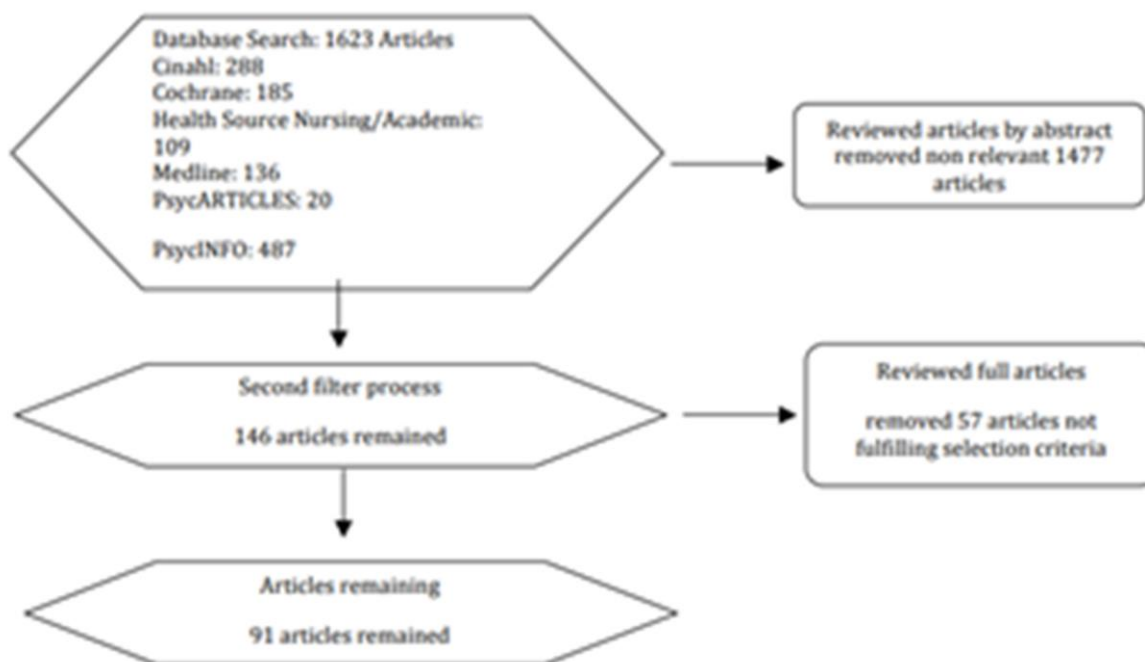 Database Search: 1623 Articles
Cinahl: 288
Cochrane: 185
Health Source Nursing/Academic:
109
Medline: 136
PsycARTICLES: 20
PsycINFO: 487
Reviewed articles by abstract
removed non relevant 1477
articles
Second filter process
146 articles remained
Reviewed full articles
removed 57 articles not
fulfilling selection criteria
Articles remaining
91 articles remained